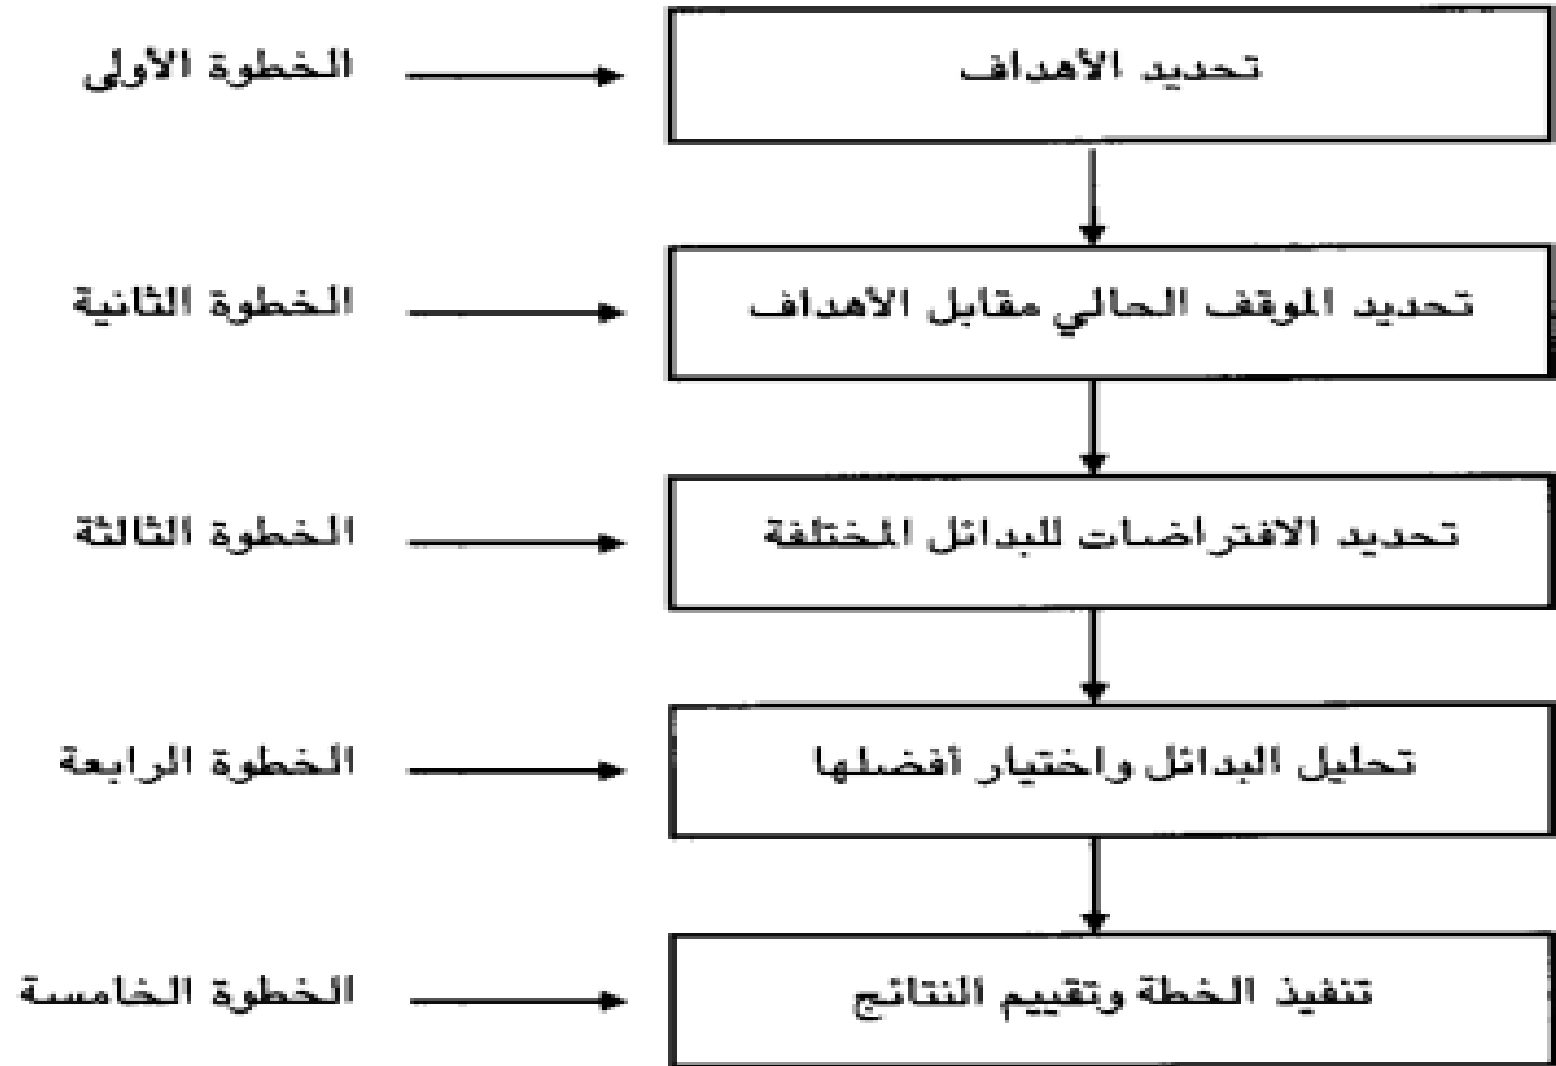 الخطوة الأولى
تحديد الأهداف
الخطوة الثانية
تحديد الموقف الحالي مقابل الأهداف
الخطوة الثالثة
تحديد الافتراضات للبدائل المختلفة
الخطوة الرابعة
تحليل البدائل واختيار أفضلها
الخطوة الخامسة
تنفيذ الخطة وتقييم النتائج